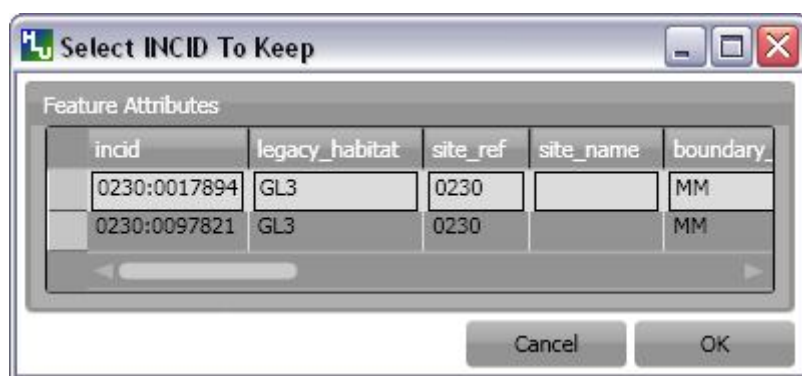 HLU Select INCID To Keep
Feature Attributes
incid legacy_habitat site_ref site_name boundary_
0230:0017894 GL3 0230 MM
0230:0097821 GL3 0230 MM
Cancel OK